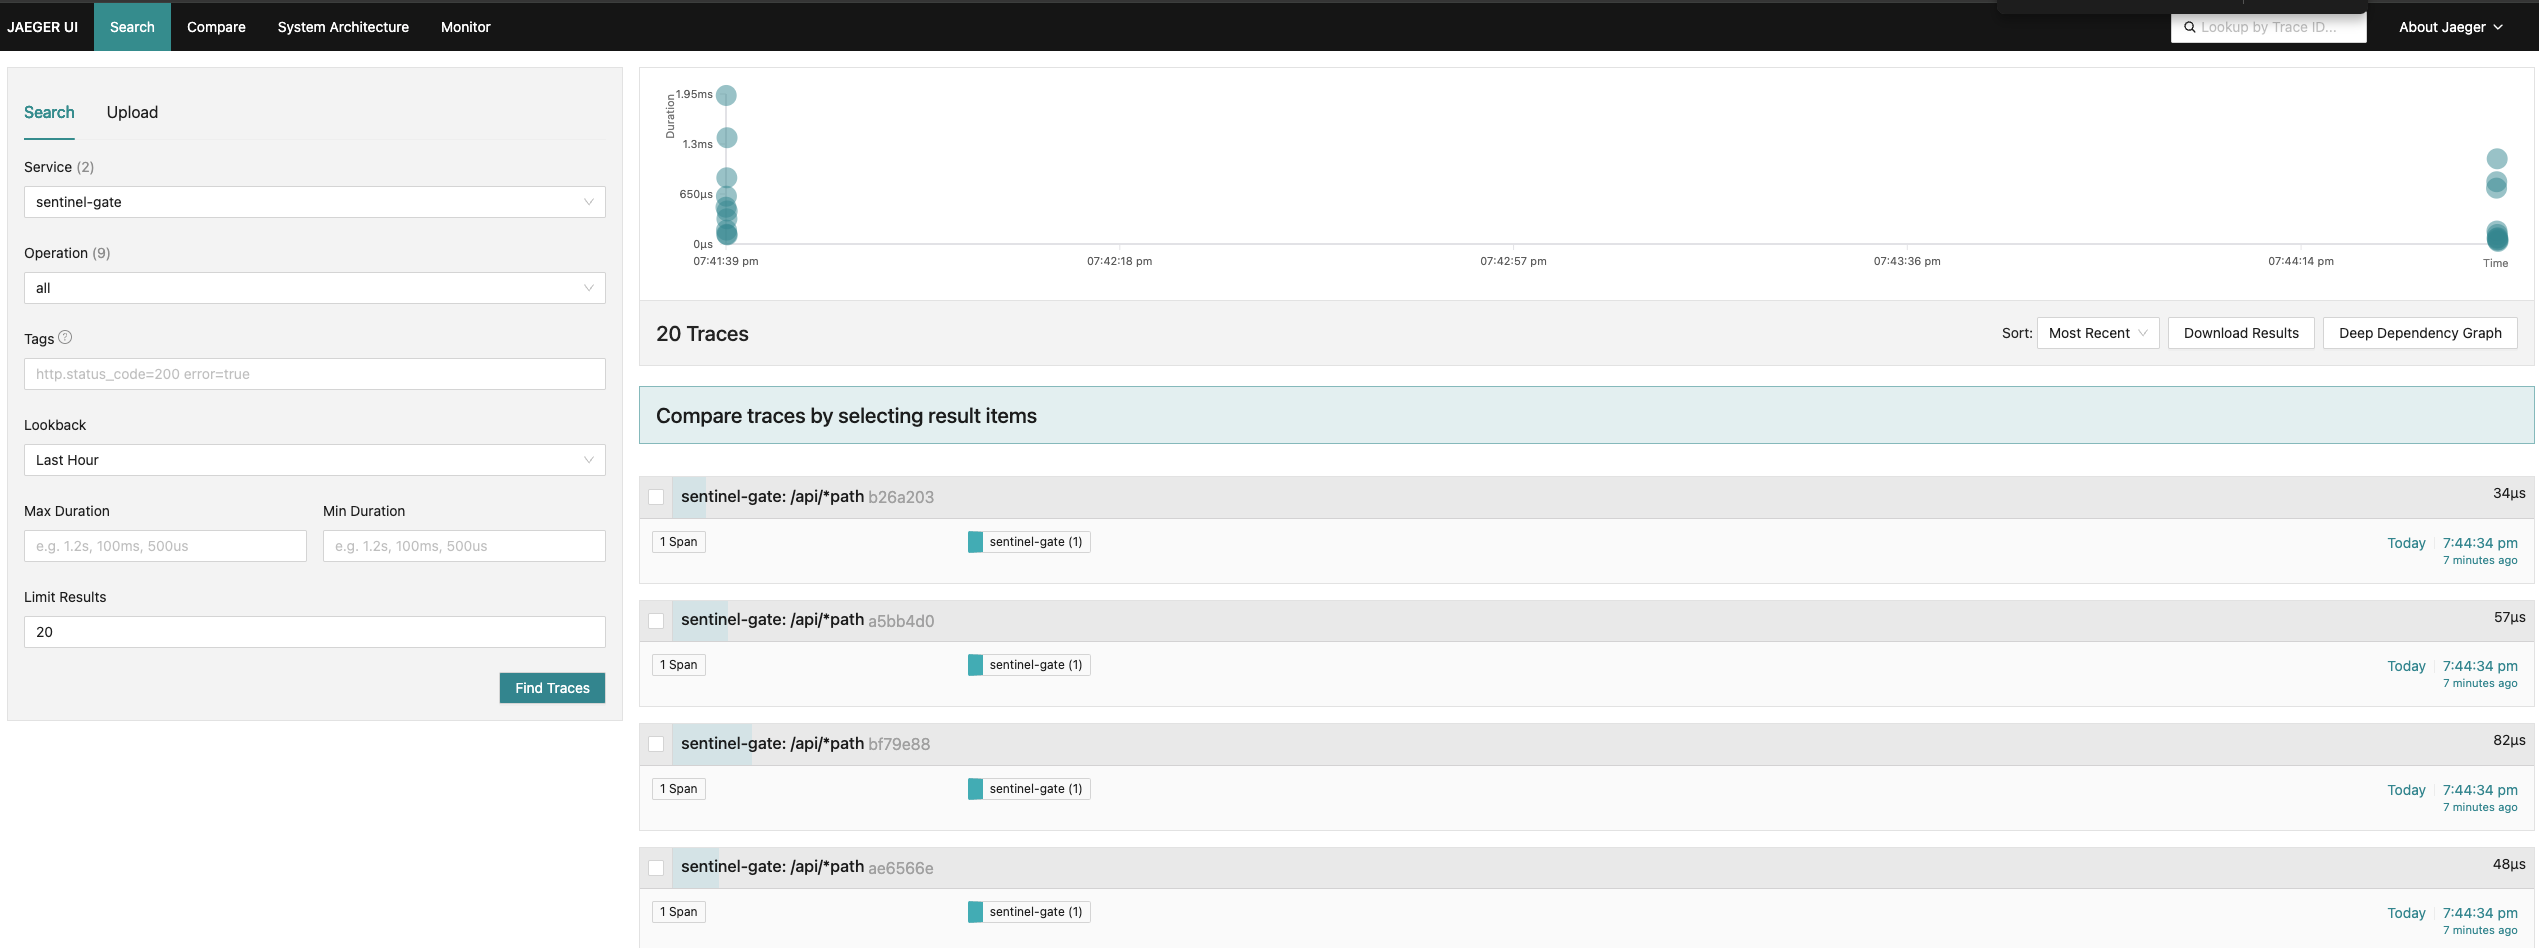 JAEGER UI Search Compare System Architecture Monitor Lookup by Trace ID... About Jaeger
Search Upload
Service (2)
sentinel-gate
Operation (9)
all
Tags ?
http.status_code=200 error=true
Lookback
Last Hour
Max Duration Min Duration
e.g. 1.2s, 100ms, 500us e.g. 1.2s, 100ms, 500us
Limit Results
20
Find Traces
Duration
1.95ms
1.3ms
650μs
0μs
07:41:39 pm 07:42:18 pm 07:42:57 pm 07:43:36 pm 07:44:14 pm Time
20 Traces Sort: Most Recent Download Results Deep Dependency Graph
Compare traces by selecting result items
sentinel-gate: /api/*path b26a203 34μs
1 Span sentinel-gate (1) Today 7:44:34 pm
7 minutes ago
sentinel-gate: /api/*path a5bb4d0 57μs
1 Span sentinel-gate (1) Today 7:44:34 pm
7 minutes ago
sentinel-gate: /api/*path bf79e88 82μs
1 Span sentinel-gate (1) Today 7:44:34 pm
7 minutes ago
sentinel-gate: /api/*path ae6566e 48μs
1 Span sentinel-gate (1) Today 7:44:34 pm
7 minutes ago